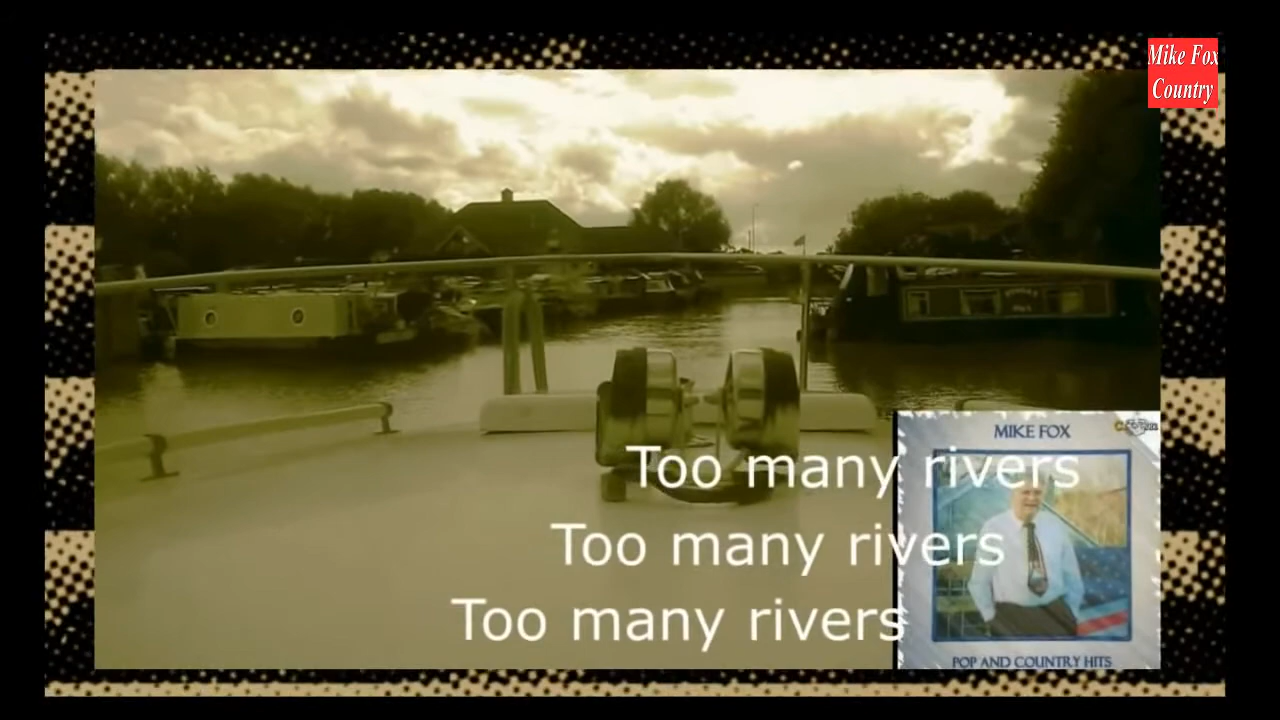 Mike Fox
Country
MIKE FOX
Too many rivers
Too many rivers
Too many rivers
POP AND COUNTRY HITS